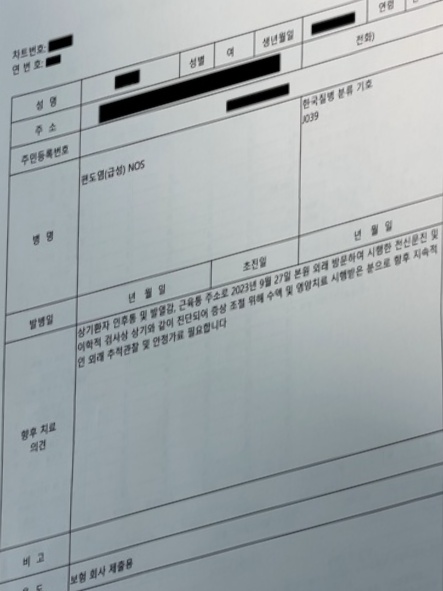 차트번호:
연 번 호:
성 명
성별
여
생년월일
연령
주 소
전화)
주민등록번호
병 명
편도염(급성) NOS
한국질병 분류 기호
J039
발병일
년 월 일
초진일
년 월 일
향후 치료
의견
상기환자 인후통 및 발열감, 근육통 주소로 2023년 9월 27일 본원 외래 방문하여 시행한 전신문진 및
이학적 검사상 상기와 같이 진단되어 증상 조절 위해 수액 및 영양치료 시행받은 분으로 향후 지속적
인 외래 추적관찰 및 안정가료 필요합니다
비 고
용 도
보험 회사 제출용